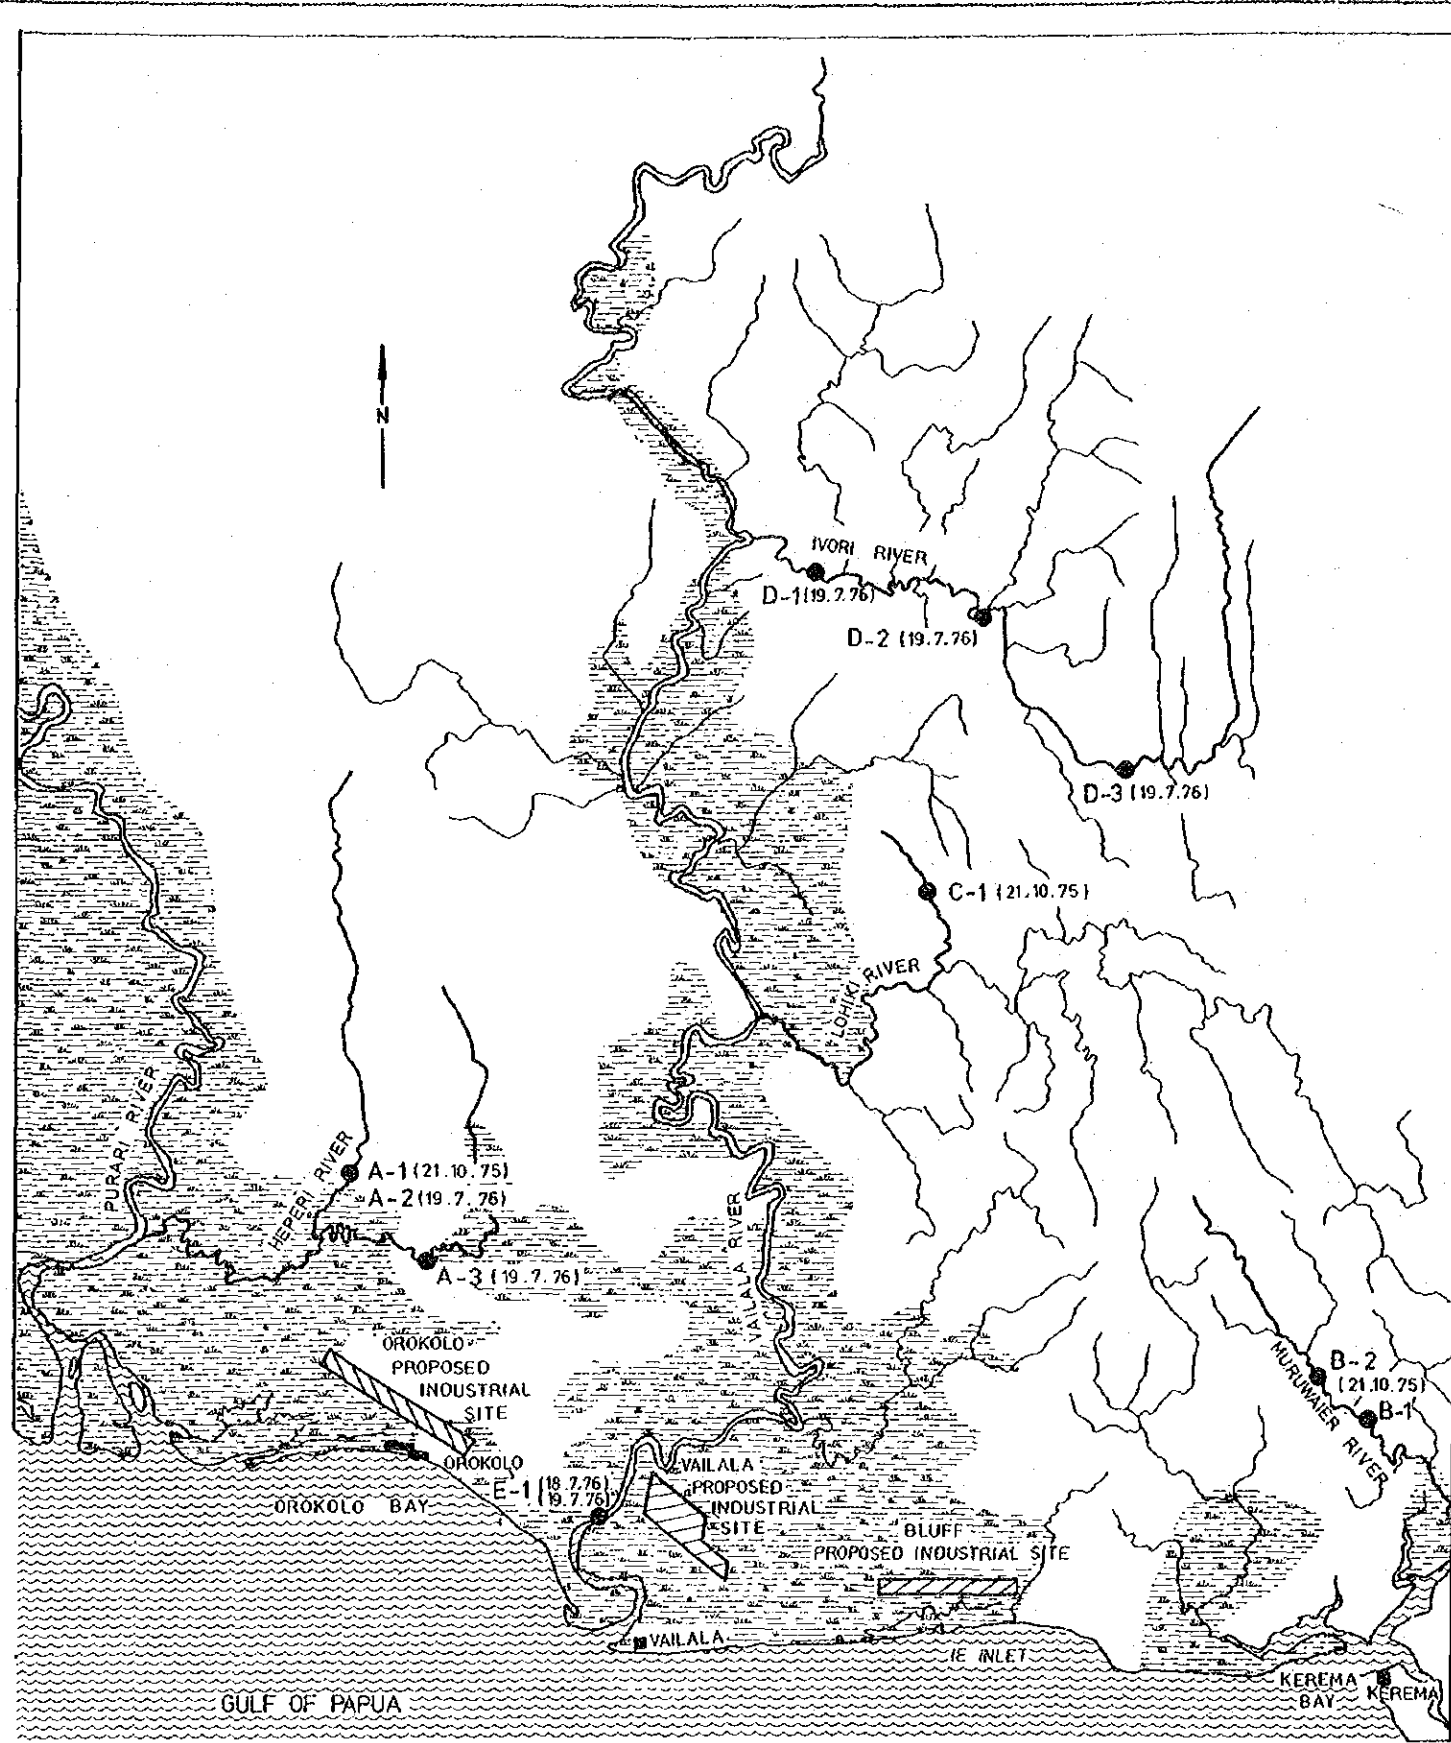 N
IVORI RIVER
D-1 (19.7.76)
D-2 (19.7.76)
D-3 (19.7.76)
C-1 (21.10.75)
LOHIKI RIVER
PURARI RIVER
HEPERI RIVER
A-1 (21.10.75)
A-2 (19.7.76)
A-3 (19.7.76)
VAILALA RIVER
OROKOLO
PROPOSED
INDUSTRIAL
SITE
B-2
(21.10.75)
B-1
MURUWAIER RIVER
OROKOLO
E-1 (18.7.76)
(19.7.76)
OROKOLO BAY
VAILALA
PROPOSED
INDUSTRIAL
SITE
BLUFF
PROPOSED INDUSTRIAL SITE
VAILALA
IE INLET
KEREMA
BAY
KEREMA
GULF OF PAPUA